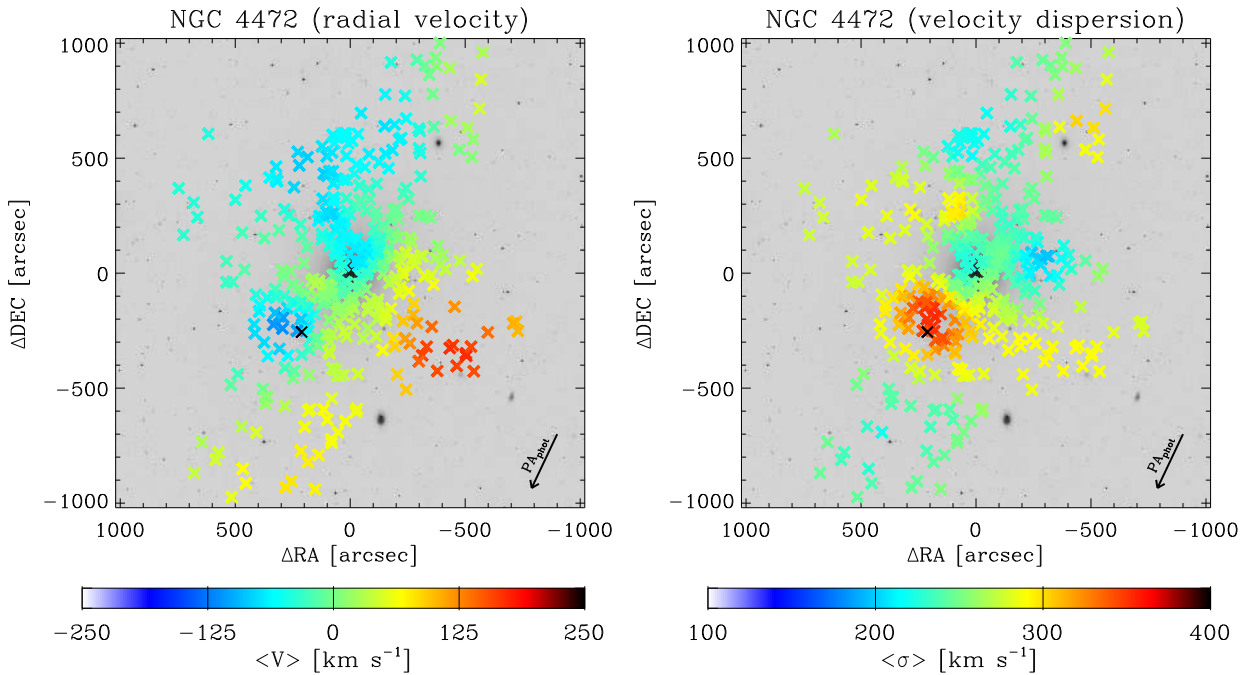 NGC 4472 (radial velocity)
1000
500
0
−500
−1000
ΔDEC [arcsec]
1000 500 0 −500 −1000
ΔRA [arcsec]
PAphot
−250 −125 0 125 250
<V> [km s⁻¹]
NGC 4472 (velocity dispersion)
1000
500
0
−500
−1000
ΔDEC [arcsec]
1000 500 0 −500 −1000
ΔRA [arcsec]
PAphot
100 200 300 400
<σ> [km s⁻¹]